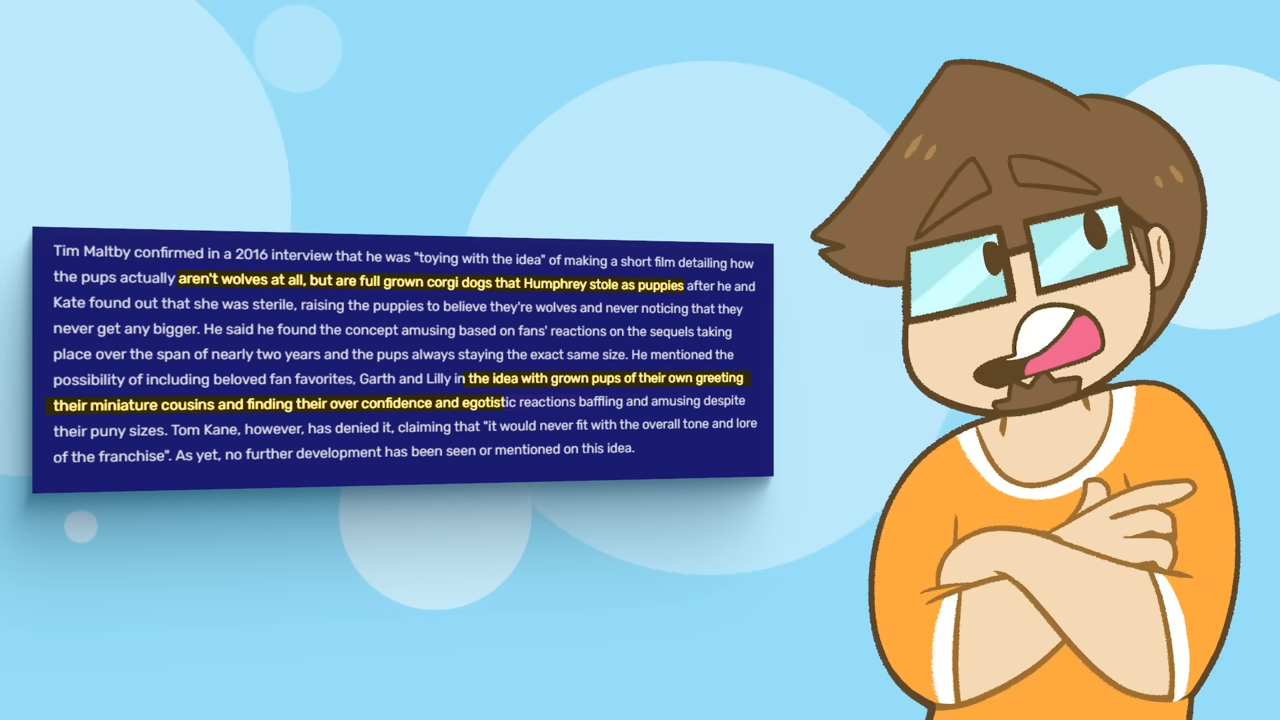 Tim Maltby confirmed in a 2016 interview that he was "toying with the idea" of making a short film detailing how
the pups actually aren't wolves at all, but are full grown corgi dogs that Humphrey stole as puppies after he and
Kate found out that she was sterile, raising the puppies to believe they're wolves and never noticing that they
never get any bigger. He said he found the concept amusing based on fans' reactions on the sequels taking
place over the span of nearly two years and the pups always staying the exact same size. He mentioned the
possibility of including beloved fan favorites, Garth and Lilly in the idea with grown pups of their own greeting
their miniature cousins and finding their over confidence and egotistic reactions baffling and amusing despite
their puny sizes. Tom Kane, however, has denied it, claiming that "it would never fit with the overall tone and lore
of the franchise". As yet, no further development has been seen or mentioned on this idea.